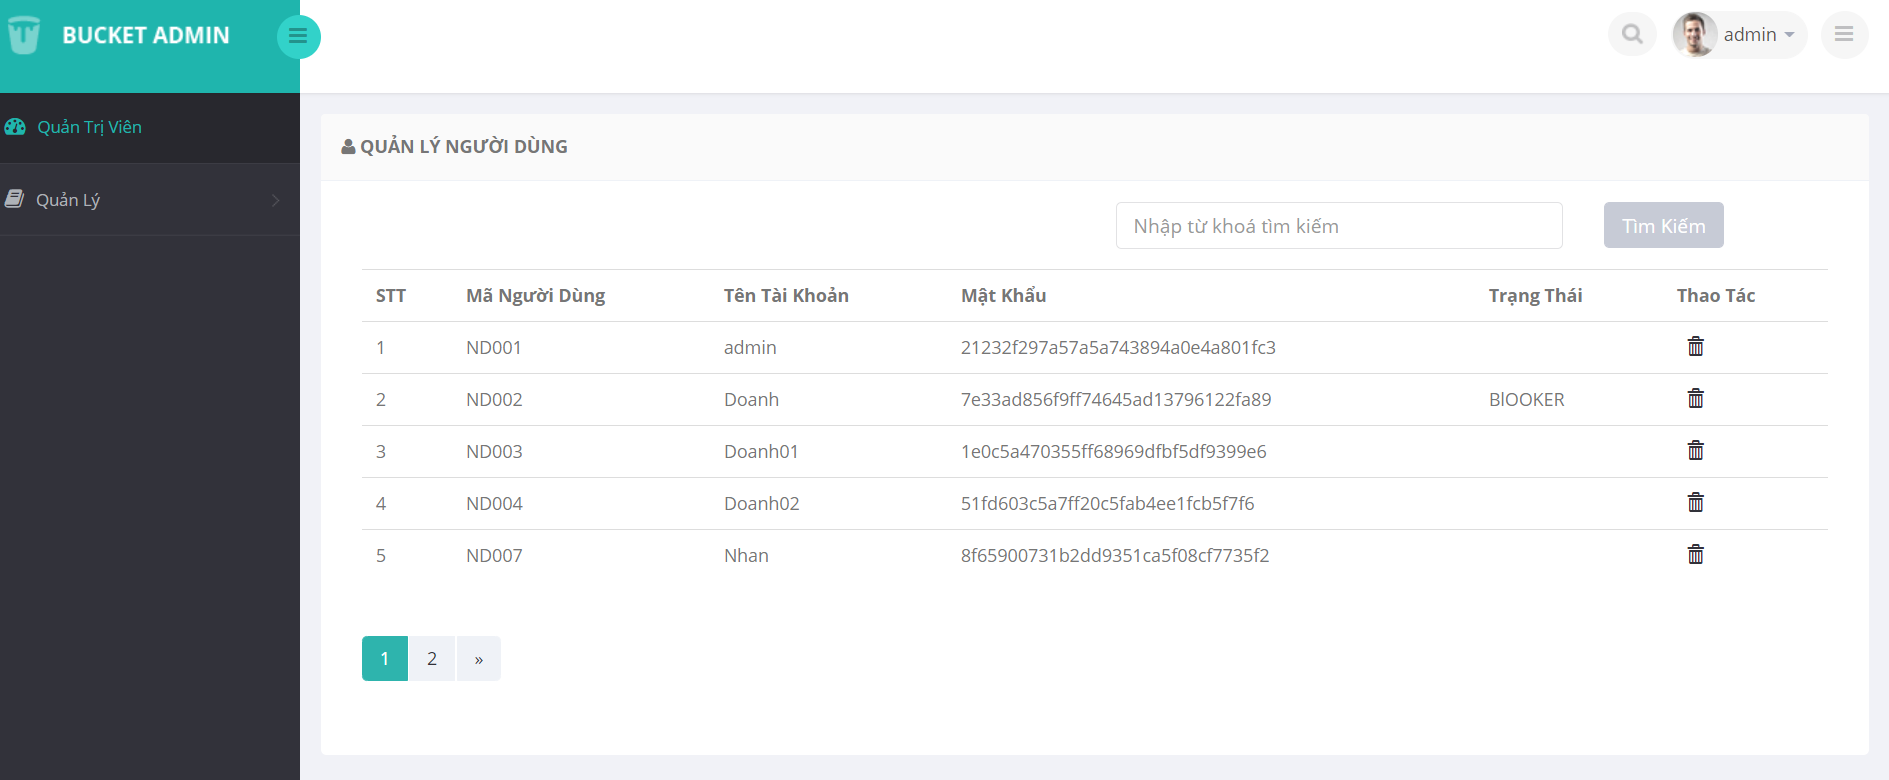 BUCKET ADMIN
admin
Quản Trị Viên
Quản Lý
QUẢN LÝ NGƯỜI DÙNG
Nhập từ khoá tìm kiếm
Tìm Kiếm
STT Mã Người Dùng Tên Tài Khoản Mật Khẩu Trạng Thái Thao Tác
1 ND001 admin 21232f297a57a5a743894a0e4a801fc3
2 ND002 Doanh 7e33ad856f9ff74645ad13796122fa89 BlOOKER
3 ND003 Doanh01 1e0c5a470355ff68969dfbf5df9399e6
4 ND004 Doanh02 51fd603c5a7ff20c5fab4ee1fcb5f7f6
5 ND007 Nhan 8f65900731b2dd9351ca5f08cf7735f2
1 2 »